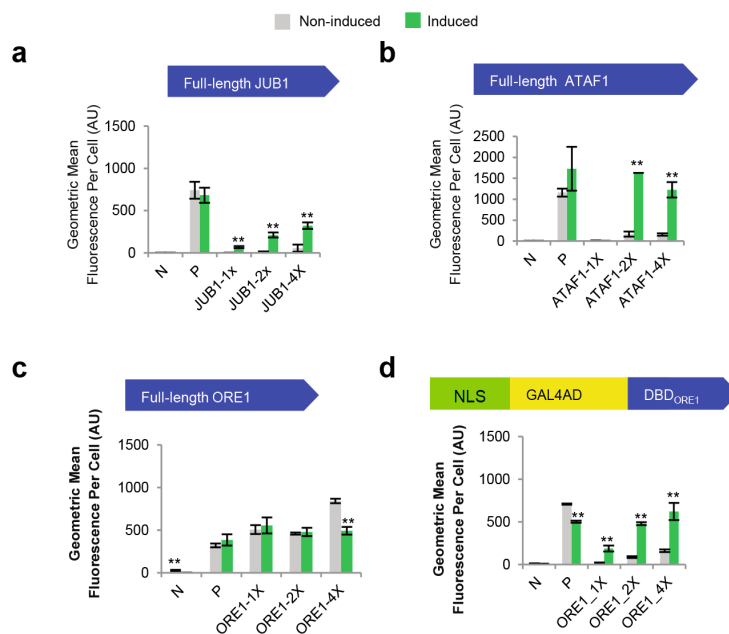 Non-induced Induced
a
Full-length JUB1
Geometric Mean
Fluorescence Per Cell (AU)
1500
1000
500
0
N
P
JUB1-1x
JUB1-2x
JUB1-4X
**
**
**
b
Full-length ATAF1
Geometric Mean
Fluorescence Per Cell (AU)
2500
2000
1500
1000
500
0
N
P
ATAF1-1X
ATAF1-2X
ATAF1-4X
**
**
c
Full-length ORE1
Geometric Mean
Fluorescence Per Cell (AU)
1500
1000
500
0
N
P
ORE1-1X
ORE1-2X
ORE1-4X
**
**
d
NLS GAL4AD DBDORE1
Geometric Mean
Fluorescence Per Cell (AU)
1500
1000
500
0
N
P
ORE1_1X
ORE1_2X
ORE1_4X
**
**
**
**